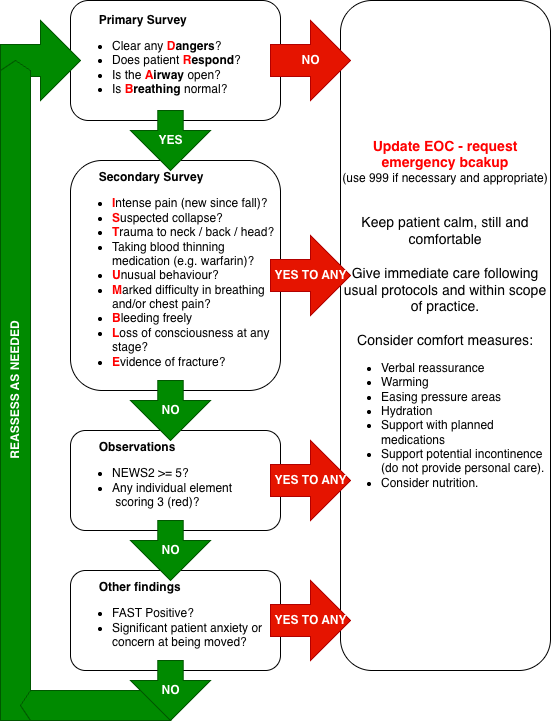 Primary Survey
Clear any Dangers?
Does patient Respond?
Is the Airway open?
Is Breathing normal?
NO
YES
Secondary Survey
Intense pain (new since fall)?
Suspected collapse?
Trauma to neck / back / head?
Taking blood thinning
medication (e.g. warfarin)?
Unusual behaviour?
Marked difficulty in breathing
and/or chest pain?
Bleeding freely
Loss of consciousness at any
stage?
Evidence of fracture?
YES TO ANY
NO
Observations
NEWS2 >= 5?
Any individual element
scoring 3 (red)?
YES TO ANY
NO
Other findings
FAST Positive?
Significant patient anxiety or
concern at being moved?
YES TO ANY
NO
REASSESS AS NEEDED
Update EOC - request
emergency bcakup
(use 999 if necessary and appropriate)
Keep patient calm, still and
comfortable
Give immediate care following
usual protocols and within scope
of practice.
Consider comfort measures:
Verbal reassurance
Warming
Easing pressure areas
Hydration
Support with planned
medications
Support potential incontinence
(do not provide personal care).
Consider nutrition.